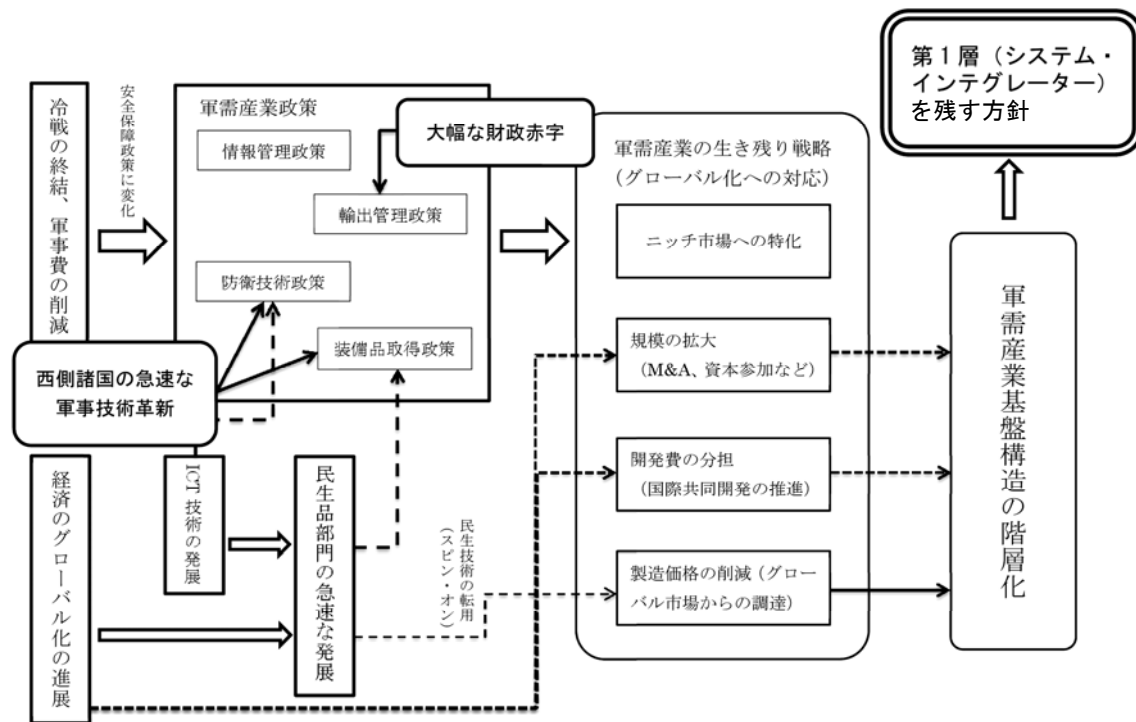 第１層（システム・
インテグレーター）
を残す方針
冷戦の終結、軍事費の削減
安全保障政策に変化
軍需産業政策
情報管理政策
大幅な財政赤字
輸出管理政策
防衛技術政策
装備品取得政策
西側諸国の急速な
軍事技術革新
経済のグローバル化の進展
ICT 技術の発展
民生品部門の急速な発展
民生技術の転用
（スピン・オン）
軍需産業の生き残り戦略
（グローバル化への対応）
ニッチ市場への特化
規模の拡大
（M&A、資本参加など）
開発費の分担
（国際共同開発の推進）
製造価格の削減（グロー
バル市場からの調達）
軍需産業基盤構造の階層化